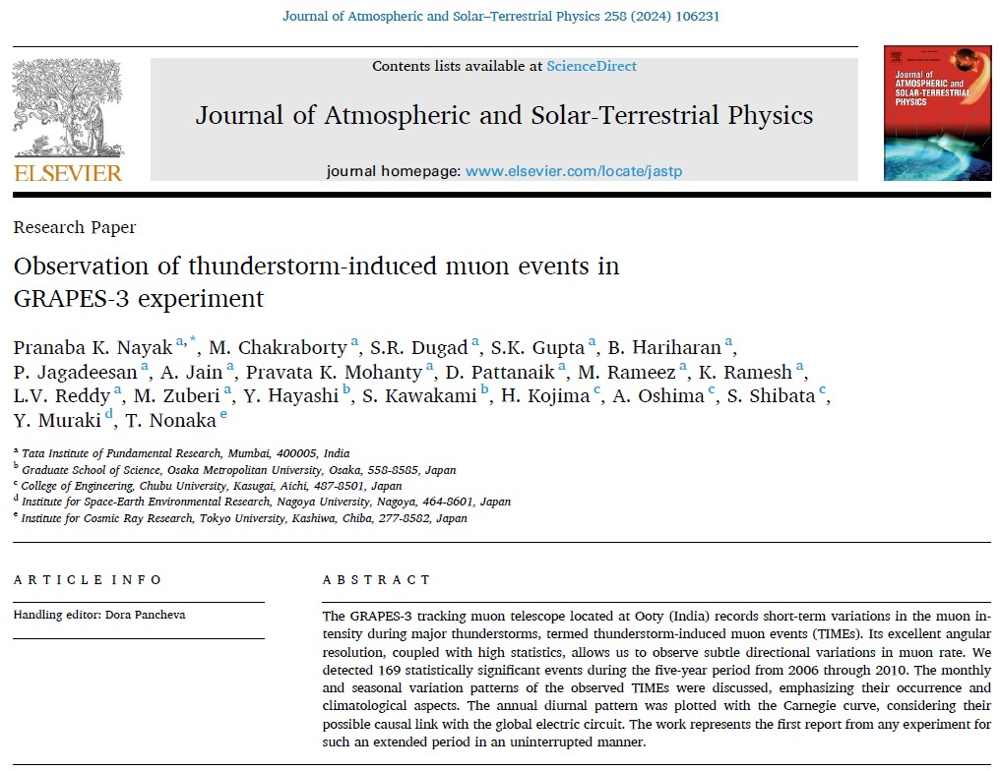 Journal of Atmospheric and Solar–Terrestrial Physics 258 (2024) 106231
Contents lists available at ScienceDirect
Journal of Atmospheric and Solar-Terrestrial Physics
journal homepage: www.elsevier.com/locate/jastp
ELSEVIER
Journal of
ATMOSPHERIC and
SOLAR-TERRESTRIAL
PHYSICS
Research Paper
Observation of thunderstorm-induced muon events in
GRAPES-3 experiment
Pranaba K. Nayak a,*, M. Chakraborty a, S.R. Dugad a, S.K. Gupta a, B. Hariharan a,
P. Jagadeesan a, A. Jain a, Pravata K. Mohanty a, D. Pattanaik a, M. Rameez a, K. Ramesh a,
L.V. Reddy a, M. Zuberi a, Y. Hayashi b, S. Kawakami b, H. Kojima c, A. Oshima c, S. Shibata c,
Y. Muraki d, T. Nonaka e
a Tata Institute of Fundamental Research, Mumbai, 400005, India
b Graduate School of Science, Osaka Metropolitan University, Osaka, 558-8585, Japan
c College of Engineering, Chubu University, Kasugai, Aichi, 487-8501, Japan
d Institute for Space-Earth Environmental Research, Nagoya University, Nagoya, 464-8601, Japan
e Institute for Cosmic Ray Research, Tokyo University, Kashiwa, Chiba, 277-8582, Japan
ARTICLE INFO
Handling editor: Dora Pancheva
ABSTRACT
The GRAPES-3 tracking muon telescope located at Ooty (India) records short-term variations in the muon in-
tensity during major thunderstorms, termed thunderstorm-induced muon events (TIMEs). Its excellent angular
resolution, coupled with high statistics, allows us to observe subtle directional variations in muon rate. We
detected 169 statistically significant events during the five-year period from 2006 through 2010. The monthly
and seasonal variation patterns of the observed TIMEs were discussed, emphasizing their occurrence and
climatological aspects. The annual diurnal pattern was plotted with the Carnegie curve, considering their
possible causal link with the global electric circuit. The work represents the first report from any experiment for
such an extended period in an uninterrupted manner.